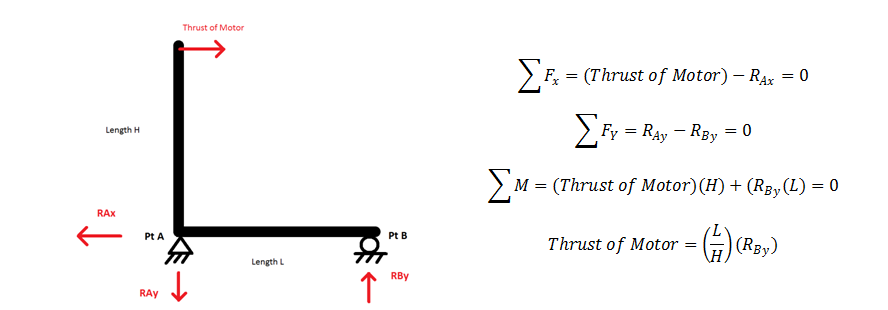 Thrust of Motor
Length H
RAx
Pt A
Pt B
Length L
RBy
RAy
∑ Fx = (Thrust of Motor) − RAx = 0
∑ FY = RAy − RBy = 0
∑ M = (Thrust of Motor)(H) + (RBy(L) = 0
Thrust of Motor = (L/H)(RBy)